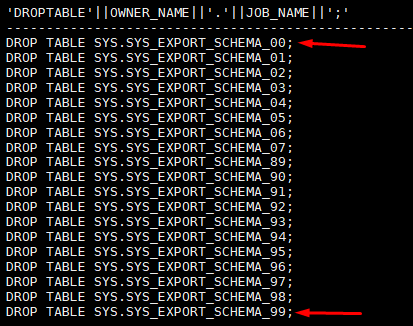 'DROPTABLE'||OWNER_NAME||'.'||JOB_NAME||';'
--------------------------------------------------------
DROP TABLE SYS.SYS_EXPORT_SCHEMA_00;
DROP TABLE SYS.SYS_EXPORT_SCHEMA_01;
DROP TABLE SYS.SYS_EXPORT_SCHEMA_02;
DROP TABLE SYS.SYS_EXPORT_SCHEMA_03;
DROP TABLE SYS.SYS_EXPORT_SCHEMA_04;
DROP TABLE SYS.SYS_EXPORT_SCHEMA_05;
DROP TABLE SYS.SYS_EXPORT_SCHEMA_06;
DROP TABLE SYS.SYS_EXPORT_SCHEMA_07;
DROP TABLE SYS.SYS_EXPORT_SCHEMA_89;
DROP TABLE SYS.SYS_EXPORT_SCHEMA_90;
DROP TABLE SYS.SYS_EXPORT_SCHEMA_91;
DROP TABLE SYS.SYS_EXPORT_SCHEMA_92;
DROP TABLE SYS.SYS_EXPORT_SCHEMA_93;
DROP TABLE SYS.SYS_EXPORT_SCHEMA_94;
DROP TABLE SYS.SYS_EXPORT_SCHEMA_95;
DROP TABLE SYS.SYS_EXPORT_SCHEMA_96;
DROP TABLE SYS.SYS_EXPORT_SCHEMA_97;
DROP TABLE SYS.SYS_EXPORT_SCHEMA_98;
DROP TABLE SYS.SYS_EXPORT_SCHEMA_99;